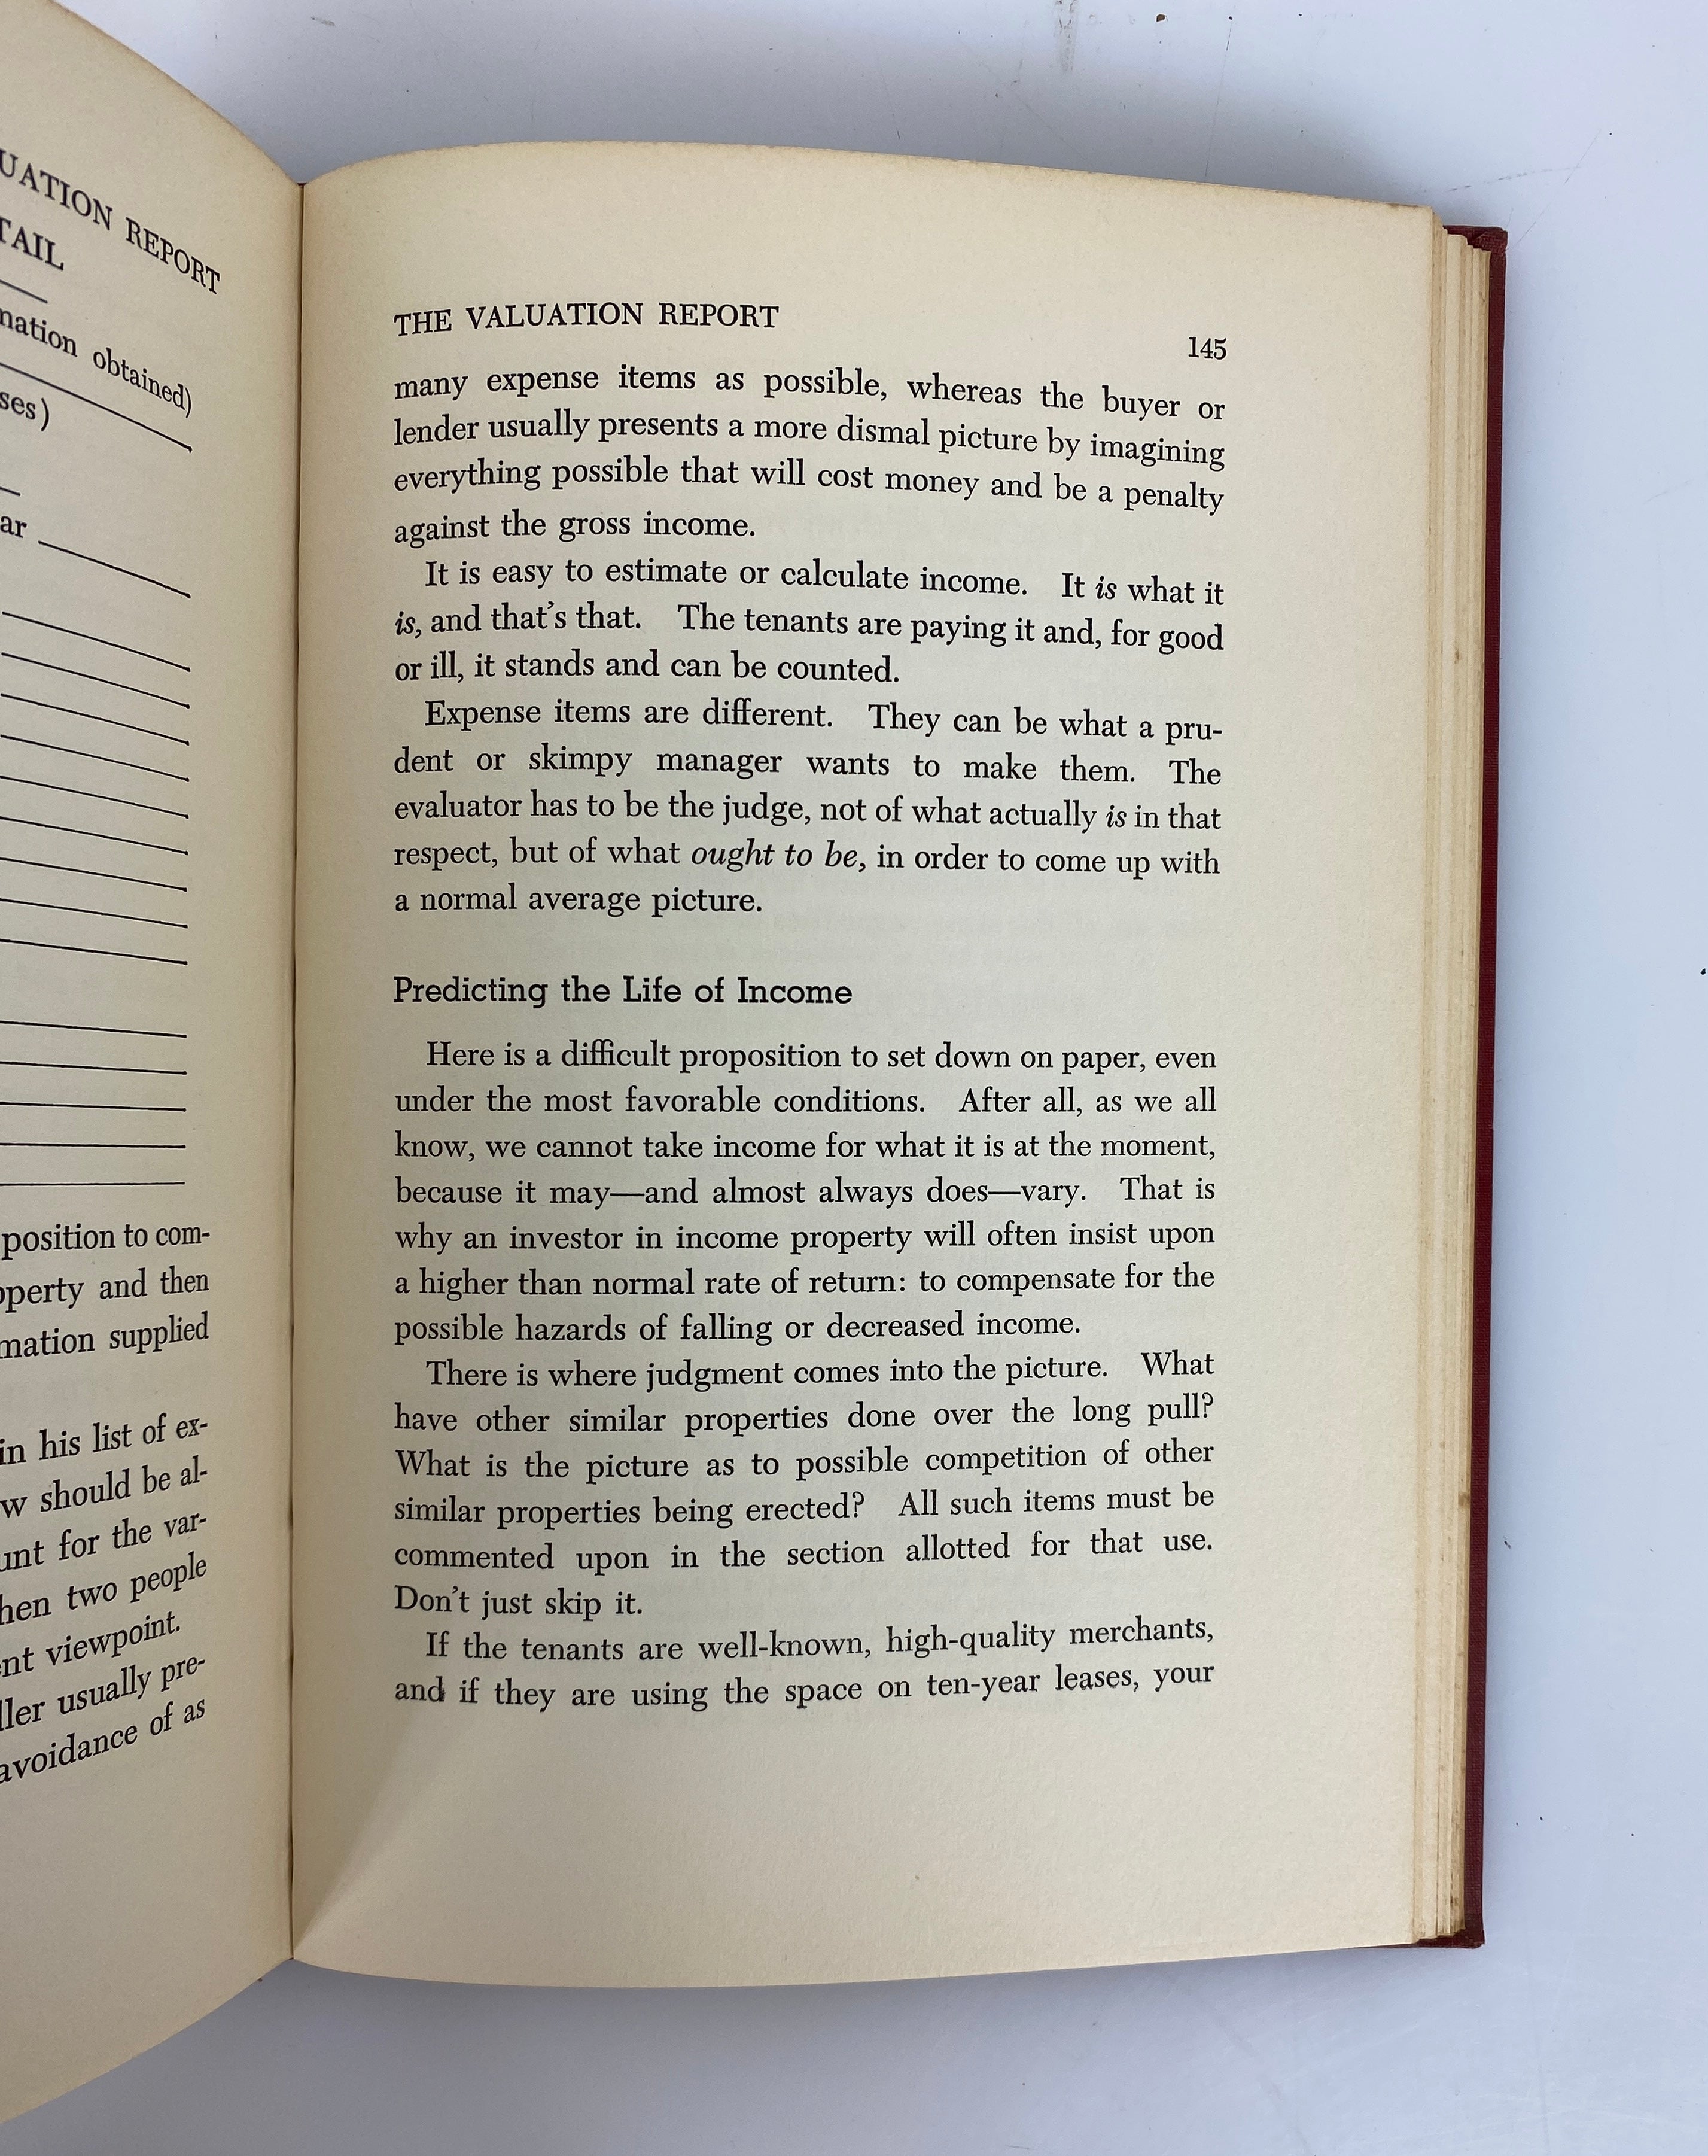 UATION REPORT
TAIL
mation obtained)
ses)
ar
position to com-
perty and then
mation supplied
in his list of ex-
w should be al-
unt for the var-
hen two people
nt viewpoint.
ller usually pre-
avoidance of as
THE VALUATION REPORT
145
many expense items as possible, whereas the buyer or
lender usually presents a more dismal picture by imagining
everything possible that will cost money and be a penalty
against the gross income.
It is easy to estimate or calculate income. It is what it
is, and that's that. The tenants are paying it and, for good
or ill, it stands and can be counted.
Expense items are different. They can be what a pru-
dent or skimpy manager wants to make them. The
evaluator has to be the judge, not of what actually is in that
respect, but of what ought to be, in order to come up with
a normal average picture.
Predicting the Life of Income
Here is a difficult proposition to set down on paper, even
under the most favorable conditions. After all, as we all
know, we cannot take income for what it is at the moment,
because it may—and almost always does—vary. That is
why an investor in income property will often insist upon
a higher than normal rate of return: to compensate for the
possible hazards of falling or decreased income.
There is where judgment comes into the picture. What
have other similar properties done over the long pull?
What is the picture as to possible competition of other
similar properties being erected? All such items must be
commented upon in the section allotted for that use.
Don't just skip it.
If the tenants are well-known, high-quality merchants,
and if they are using the space on ten-year leases, your